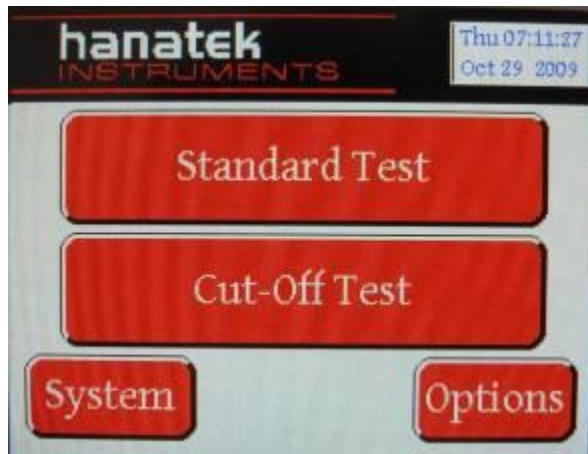 hanatek
INSTRUMENTS
Thu 07:11:27
Oct 29 2009
Standard Test
Cut-Off Test
System
Options